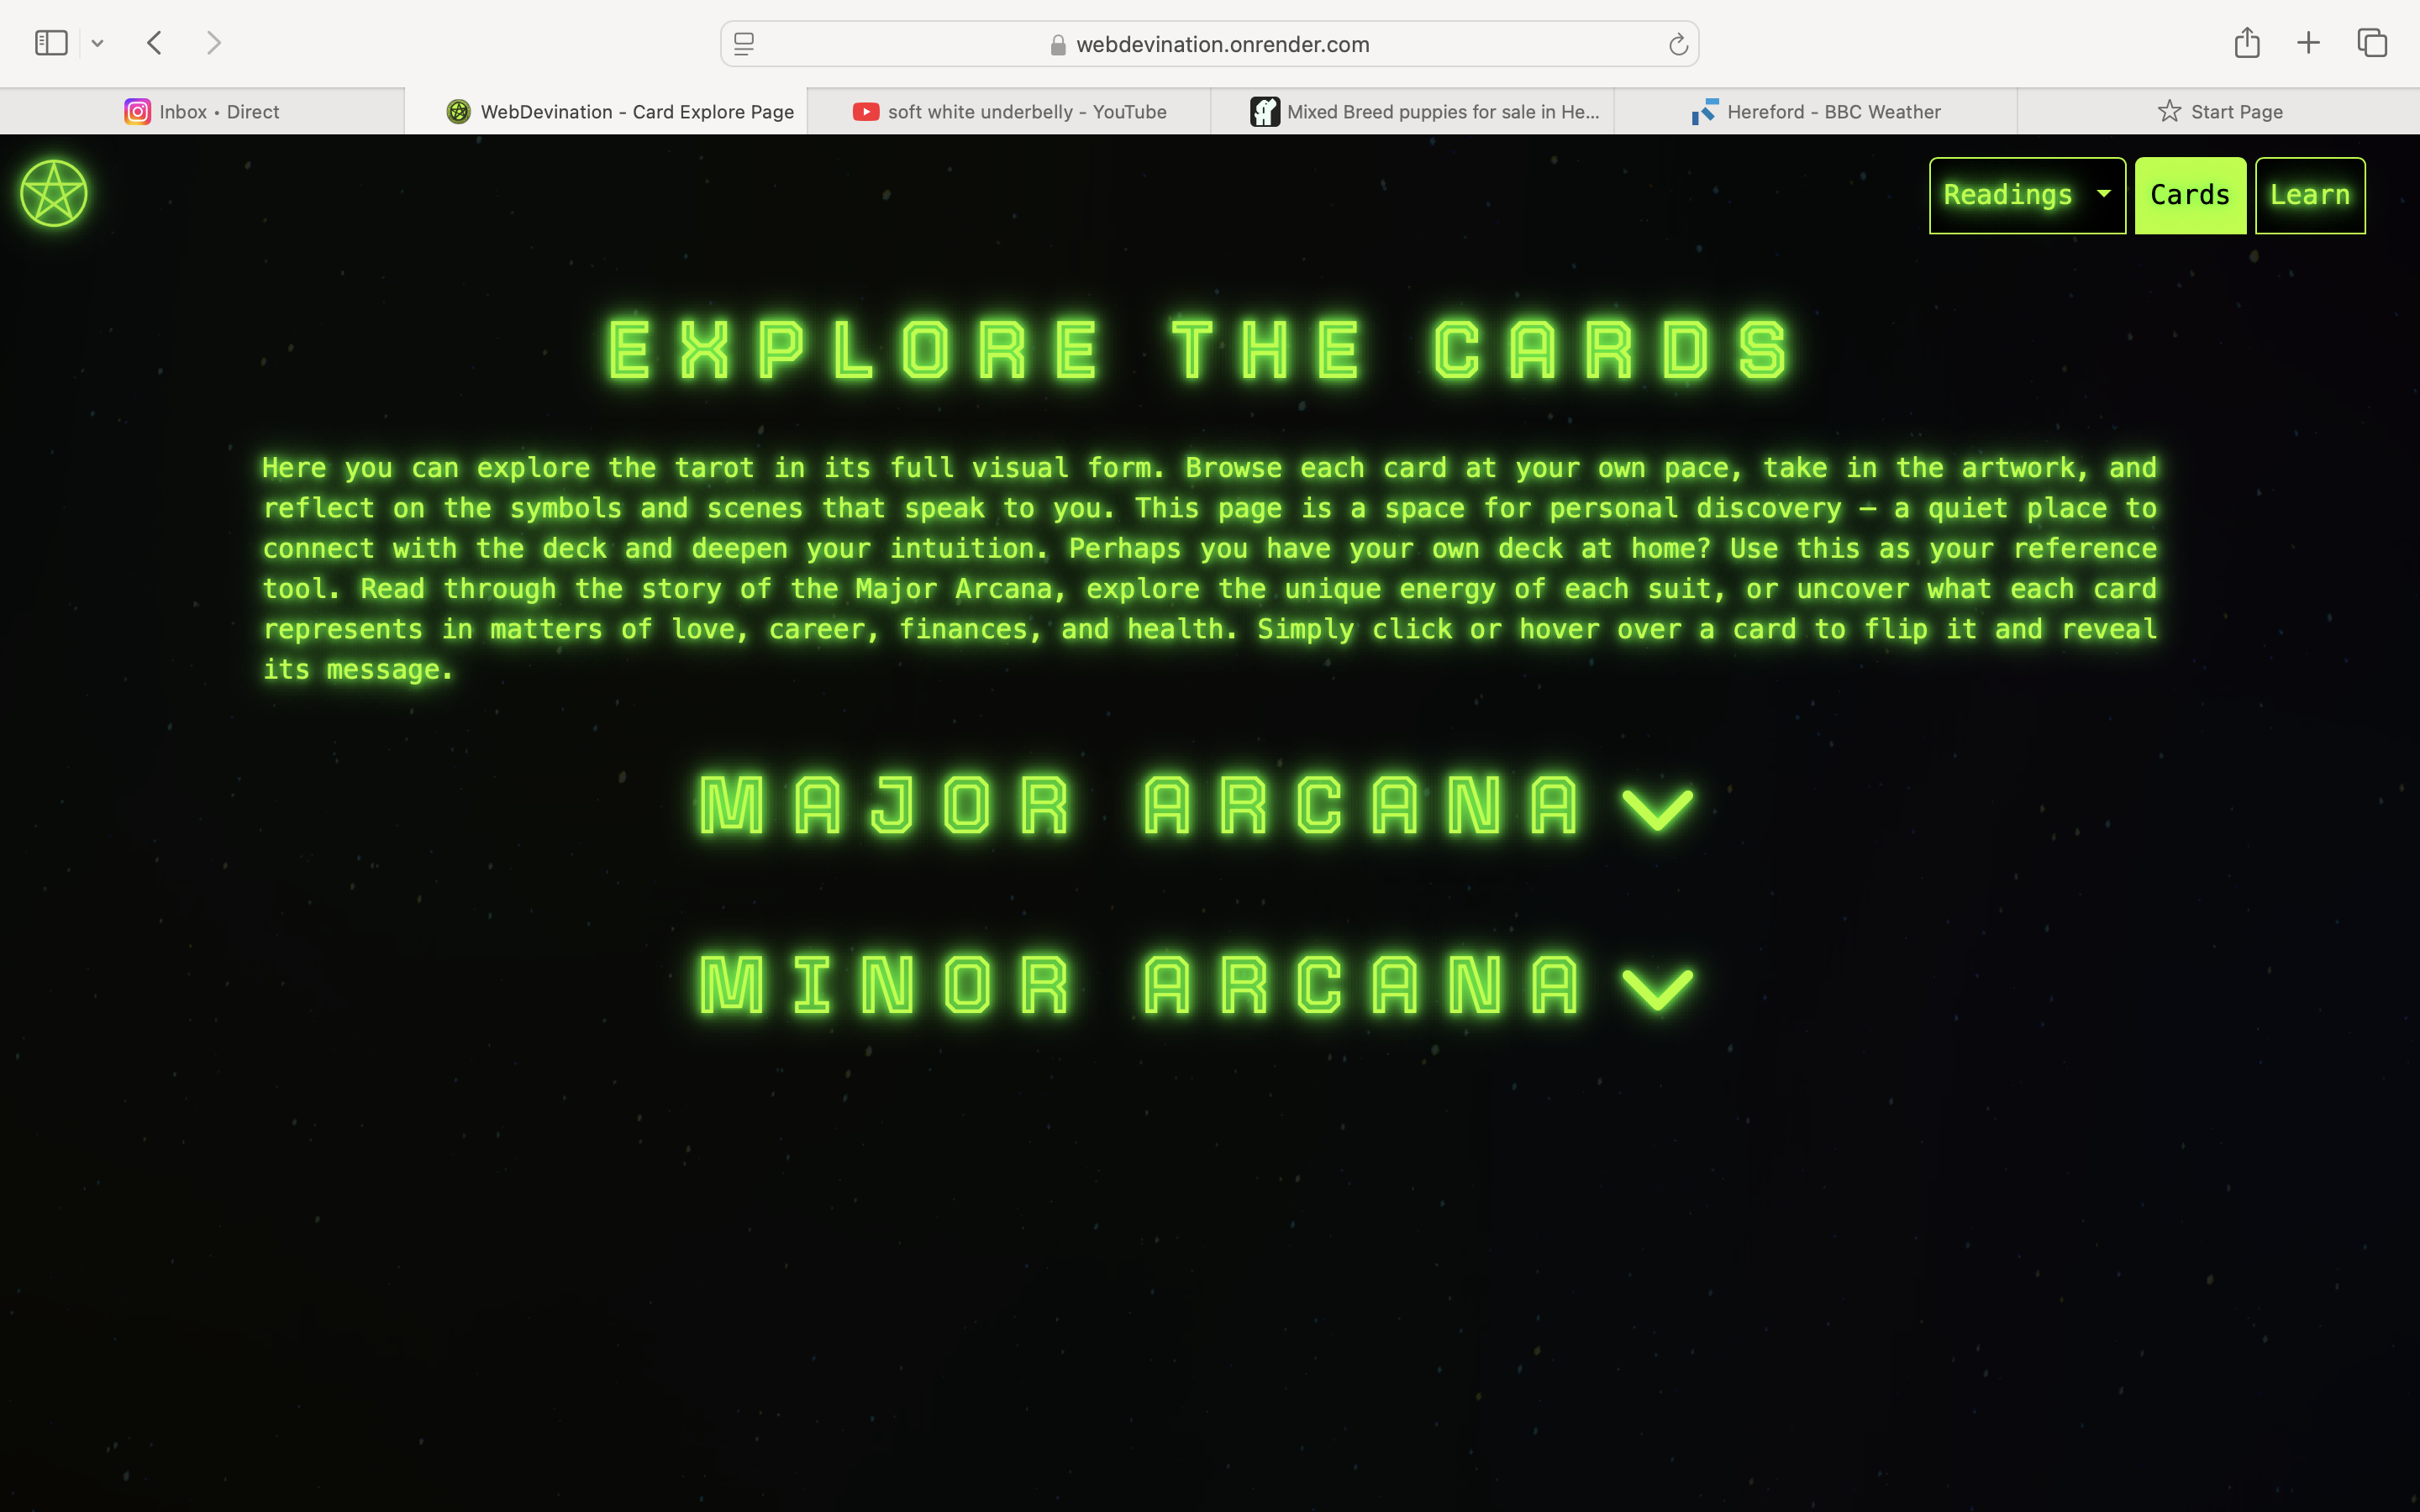 webdevination.onrender.com
Inbox • Direct
WebDevination - Card Explore Page
soft white underbelly - YouTube
Mixed Breed puppies for sale in He...
Hereford - BBC Weather
Start Page
Readings
Cards
Learn
EXPLORE THE CARDS
Here you can explore the tarot in its full visual form. Browse each card at your own pace, take in the artwork, and
reflect on the symbols and scenes that speak to you. This page is a space for personal discovery — a quiet place to
connect with the deck and deepen your intuition. Perhaps you have your own deck at home? Use this as your reference
tool. Read through the story of the Major Arcana, explore the unique energy of each suit, or uncover what each card
represents in matters of love, career, finances, and health. Simply click or hover over a card to flip it and reveal
its message.
MAJOR ARCANA
MINOR ARCANA